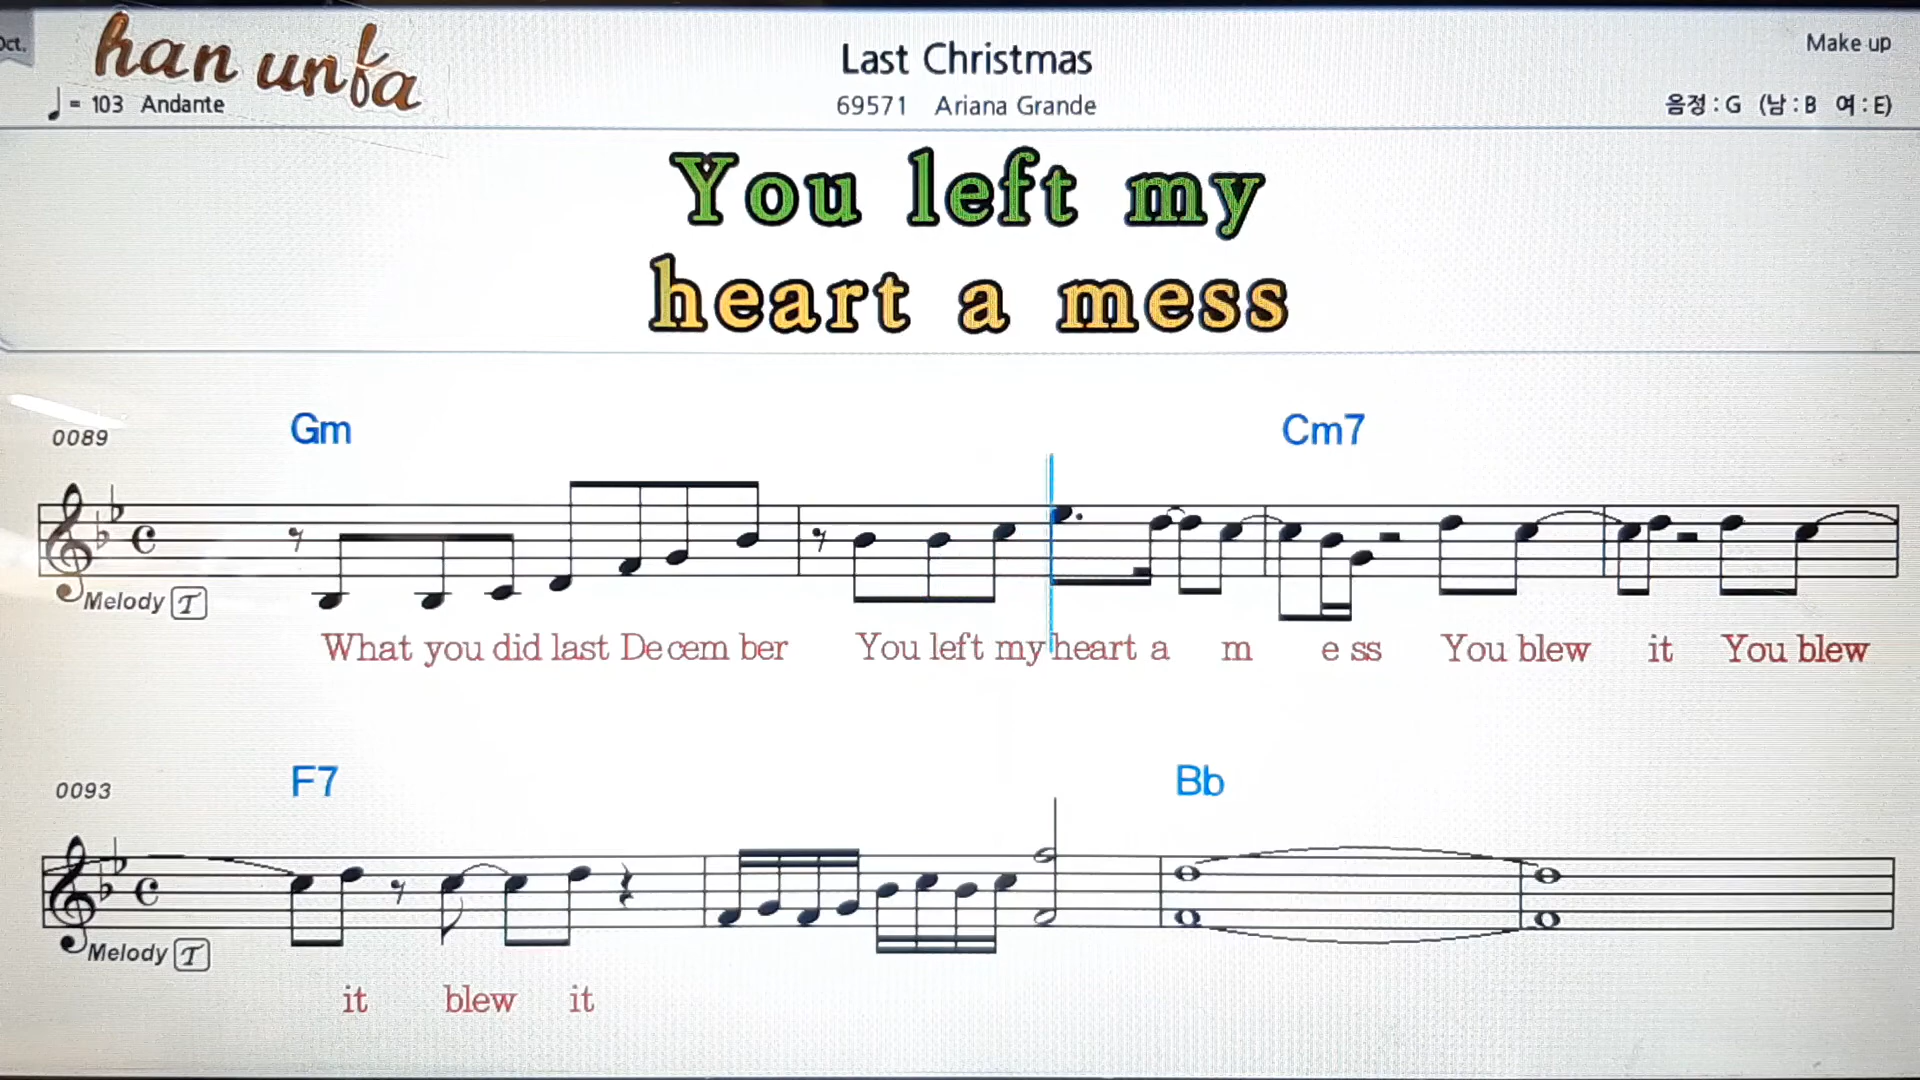 Oct.
han unfa
Make up
Last Christmas
♩ = 103 Andante
69571 Ariana Grande
음정 : G (남 : B 여 : E)
You left my
heart a mess
0089
Gm
Cm7
Melody T
What you did last De cem ber You left my heart a m e ss You blew it You blew
0093
F7
Bb
Melody T
it blew it